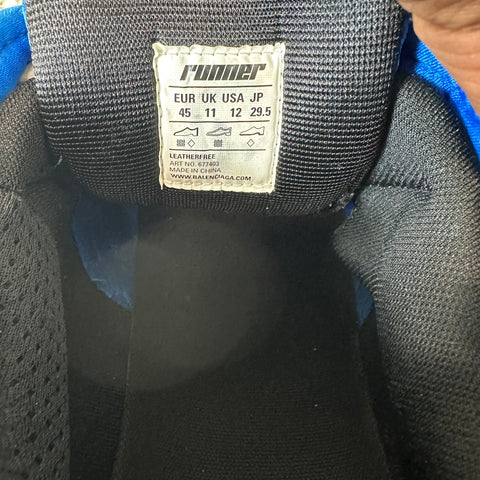 runner
EUR UK USA JP
45 11 12 29.5
LEATHERFREE
ART NO. 677403
MADE IN CHINA
WWW.BALENCIAGA.COM